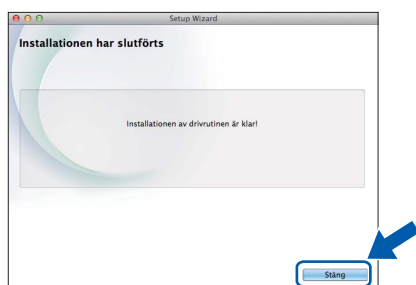 Setup Wizard
Installationen har slutförts
Installationen av drivrutinen är klar!
Stäng